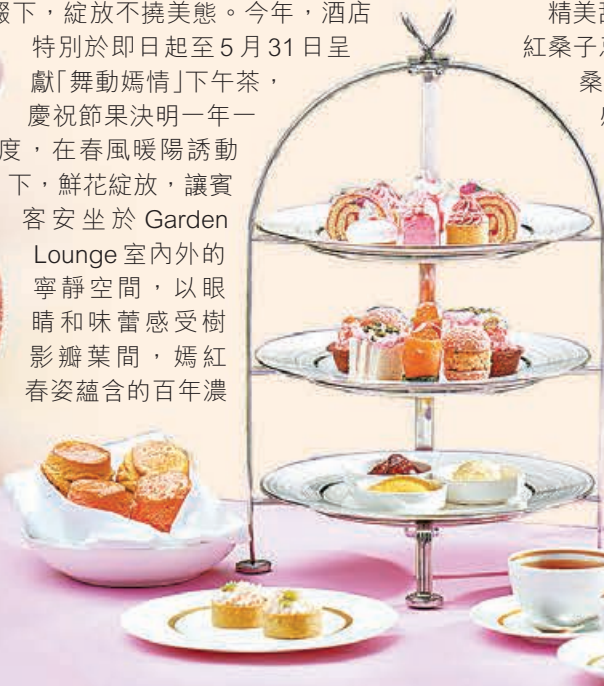 綴下，綻放不撓美態。今年，酒店
特別於即日起至5月31日呈
獻「舞動嫣情」下午茶，
慶祝節果決明一年一
度，在春風暖陽誘動
下，鮮花綻放，讓賓
客安坐於 Garden
Lounge 室內外的
寧靜空間，以眼
睛和味蕾感受樹
影瓣葉間，嫣紅
春姿蘊含的百年濃
精美甜
紅桑子
桑